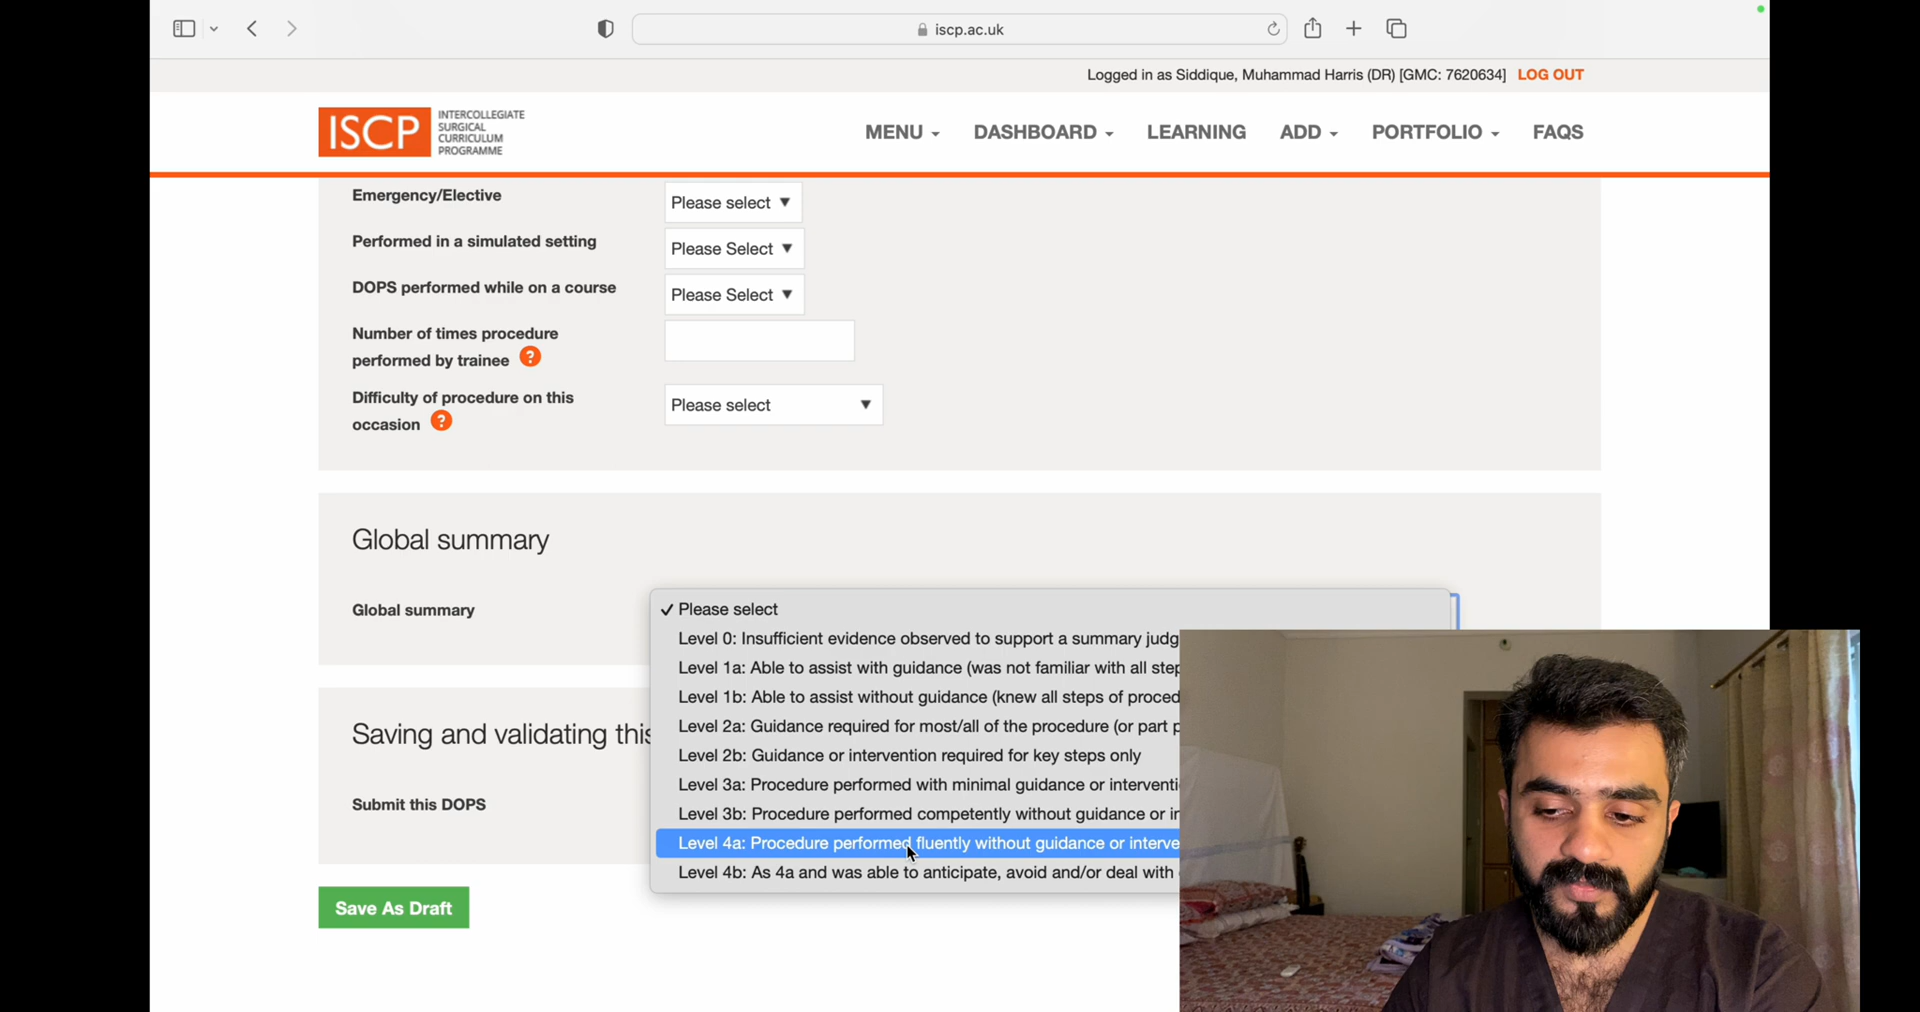 iscp.ac.uk
Logged in as Siddique, Muhammad Harris (DR) [GMC: 7620634] LOG OUT
ISCP
INTERCOLLEGIATE
SURGICAL
CURRICULUM
PROGRAMME
MENU DASHBOARD LEARNING ADD PORTFOLIO FAQS
Emergency/Elective Please select
Performed in a simulated setting Please Select
DOPS performed while on a course Please Select
Number of times procedure
performed by trainee ?
Difficulty of procedure on this
occasion ? Please select
Global summary
Global summary
✓ Please select
Level 0: Insufficient evidence observed to support a summary judg
Level 1a: Able to assist with guidance (was not familiar with all step
Level 1b: Able to assist without guidance (knew all steps of proced
Level 2a: Guidance required for most/all of the procedure (or part p
Level 2b: Guidance or intervention required for key steps only
Level 3a: Procedure performed with minimal guidance or interventi
Level 3b: Procedure performed competently without guidance or in
Level 4a: Procedure performed fluently without guidance or interve
Level 4b: As 4a and was able to anticipate, avoid and/or deal with
Saving and validating this
Submit this DOPS
Save As Draft